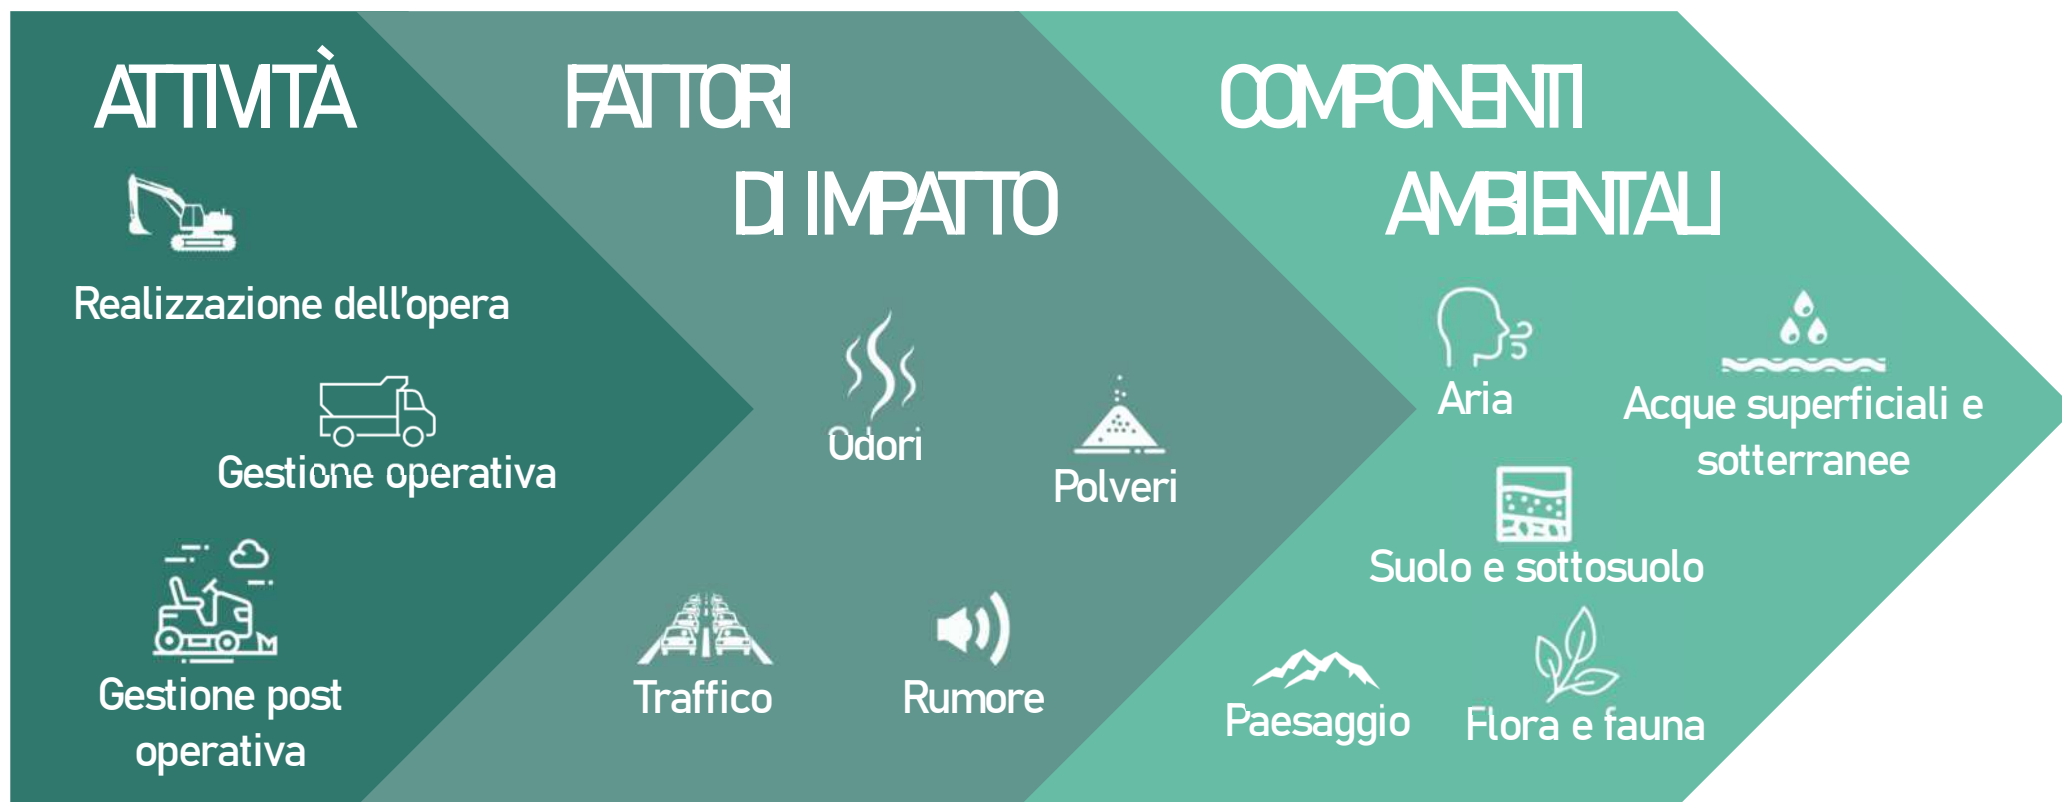 ATTIVITÀ
Realizzazione dell'opera
Gestione operativa
Gestione post
operativa
FATTORI
DI IMPATTO
Odori
Polveri
Traffico
Rumore
COMPONENTI
AMBIENTALI
Aria
Acque superficiali e
sotterranee
Suolo e sottosuolo
Paesaggio
Flora e fauna